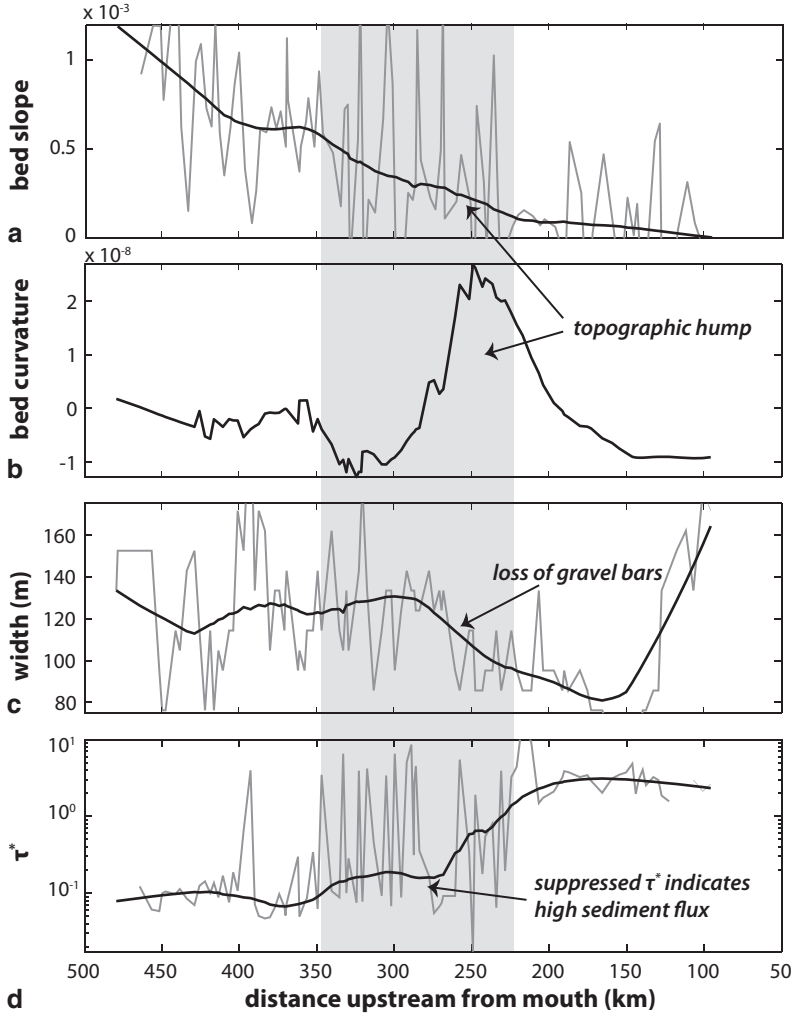 x 10-3
1
0.5
0
bed slope
a
x 10-8
2
1
0
-1
bed curvature
b
topographic hump
160
140
120
100
80
width (m)
c
loss of gravel bars
10¹
10⁰
10⁻¹
τ*
suppressed τ* indicates
high sediment flux
500 450 400 350 300 250 200 150 100 50
d
distance upstream from mouth (km)